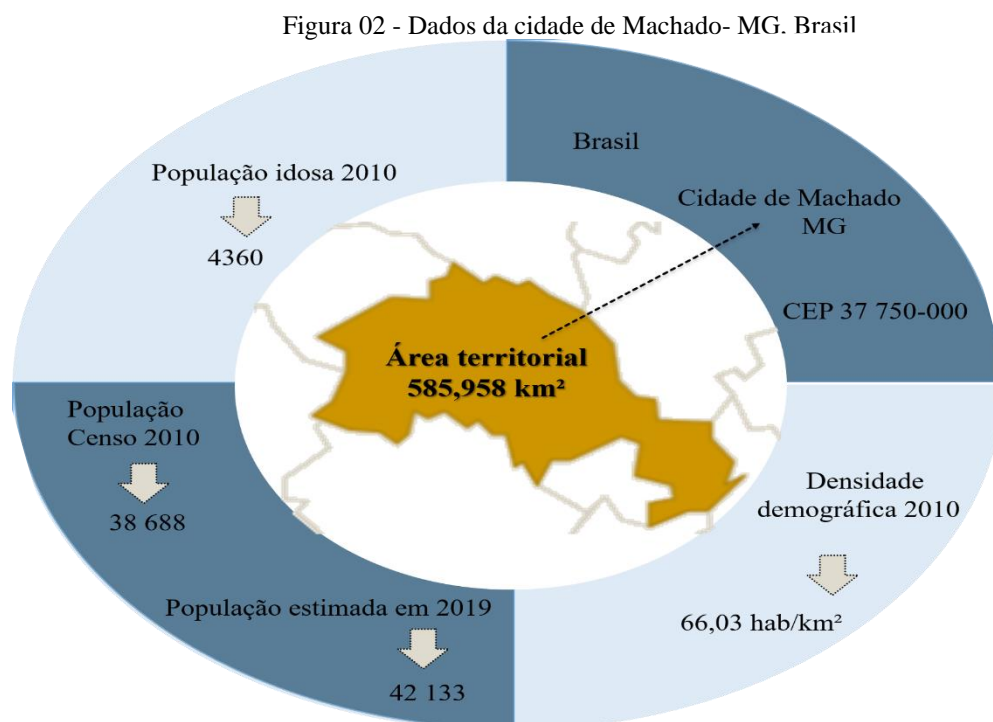 Figura 02 - Dados da cidade de Machado- MG. Brasil
População idosa 2010
4360
Brasil
Cidade de Machado
MG
CEP 37 750-000
Área territorial
585,958 km²
População
Censo 2010
38 688
População estimada em 2019
42 133
Densidade
demográfica 2010
66,03 hab/km²